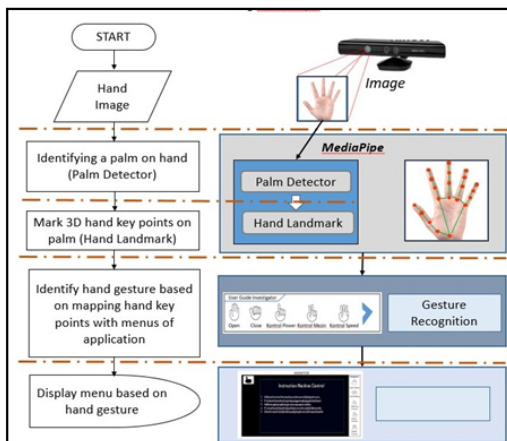 START
Hand
Image
Image
Identifying a palm on hand
(Palm Detector)
MediaPipe
Palm Detector
Hand Landmark
Mark 3D hand key points on
palm (Hand Landmark)
Identify hand gesture based
on mapping hand key
points with menus of
application
User Guide Investigator
Open Close Kontrol Power Kontrol Mesin Kontrol Speed
Gesture
Recognition
Display menu based on
hand gesture
Instruction Machine Control